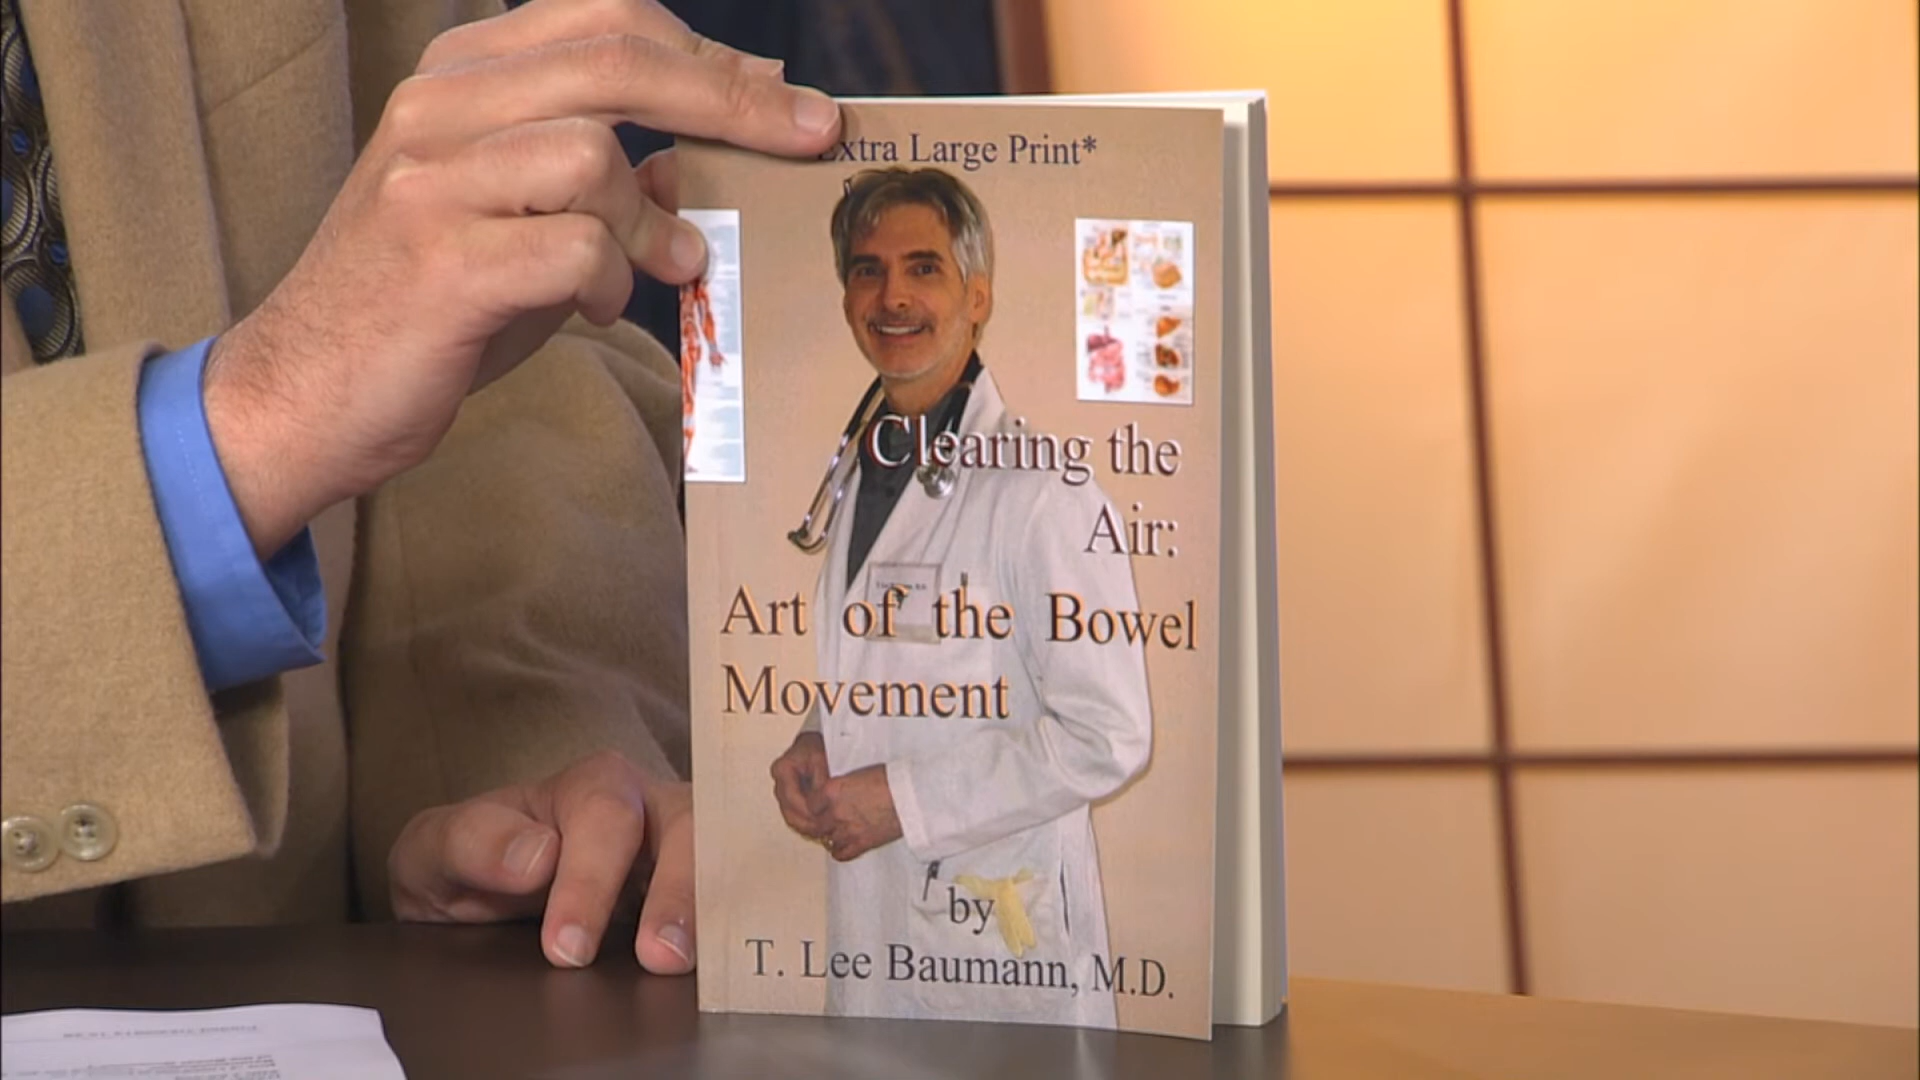 Extra Large Print*
Clearing the
Air:
Art of the Bowel
Movement
by
T. Lee Baumann, M.D.